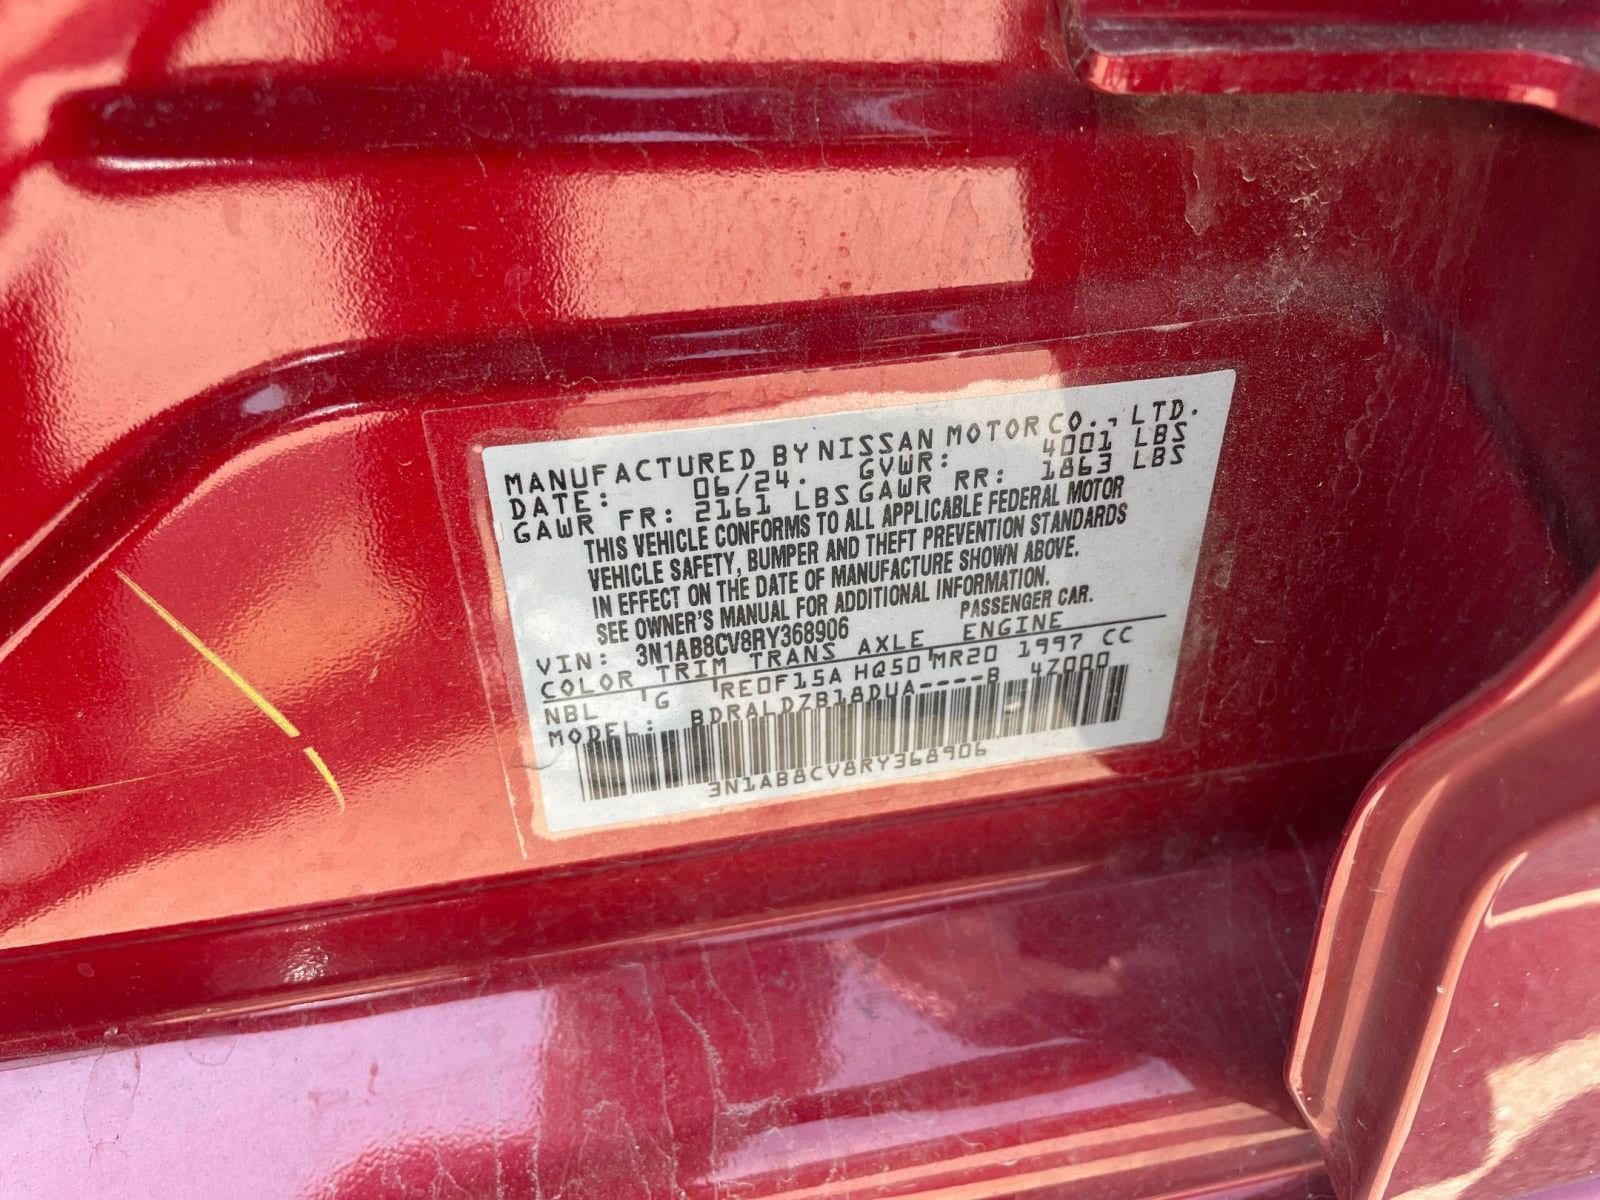 MANUFACTURED BY NISSAN MOTOR CO., LTD.
DATE: 06/24. GVWR: 4001 LBS
GAWR FR: 2161 LBS GAWR RR: 1863 LBS
THIS VEHICLE CONFORMS TO ALL APPLICABLE FEDERAL MOTOR
VEHICLE SAFETY, BUMPER AND THEFT PREVENTION STANDARDS
IN EFFECT ON THE DATE OF MANUFACTURE SHOWN ABOVE.
SEE OWNER'S MANUAL FOR ADDITIONAL INFORMATION.
VIN: 3N1AB8CV8RY368906 PASSENGER CAR.
COLOR TRIM TRANS AXLE ENGINE
NBL 'G 'RE0F15A HQ50 'MR20 1997 CC
MODEL: BDRALDZB18DUA----B 4Z000
3N1AB8CV8RY368906